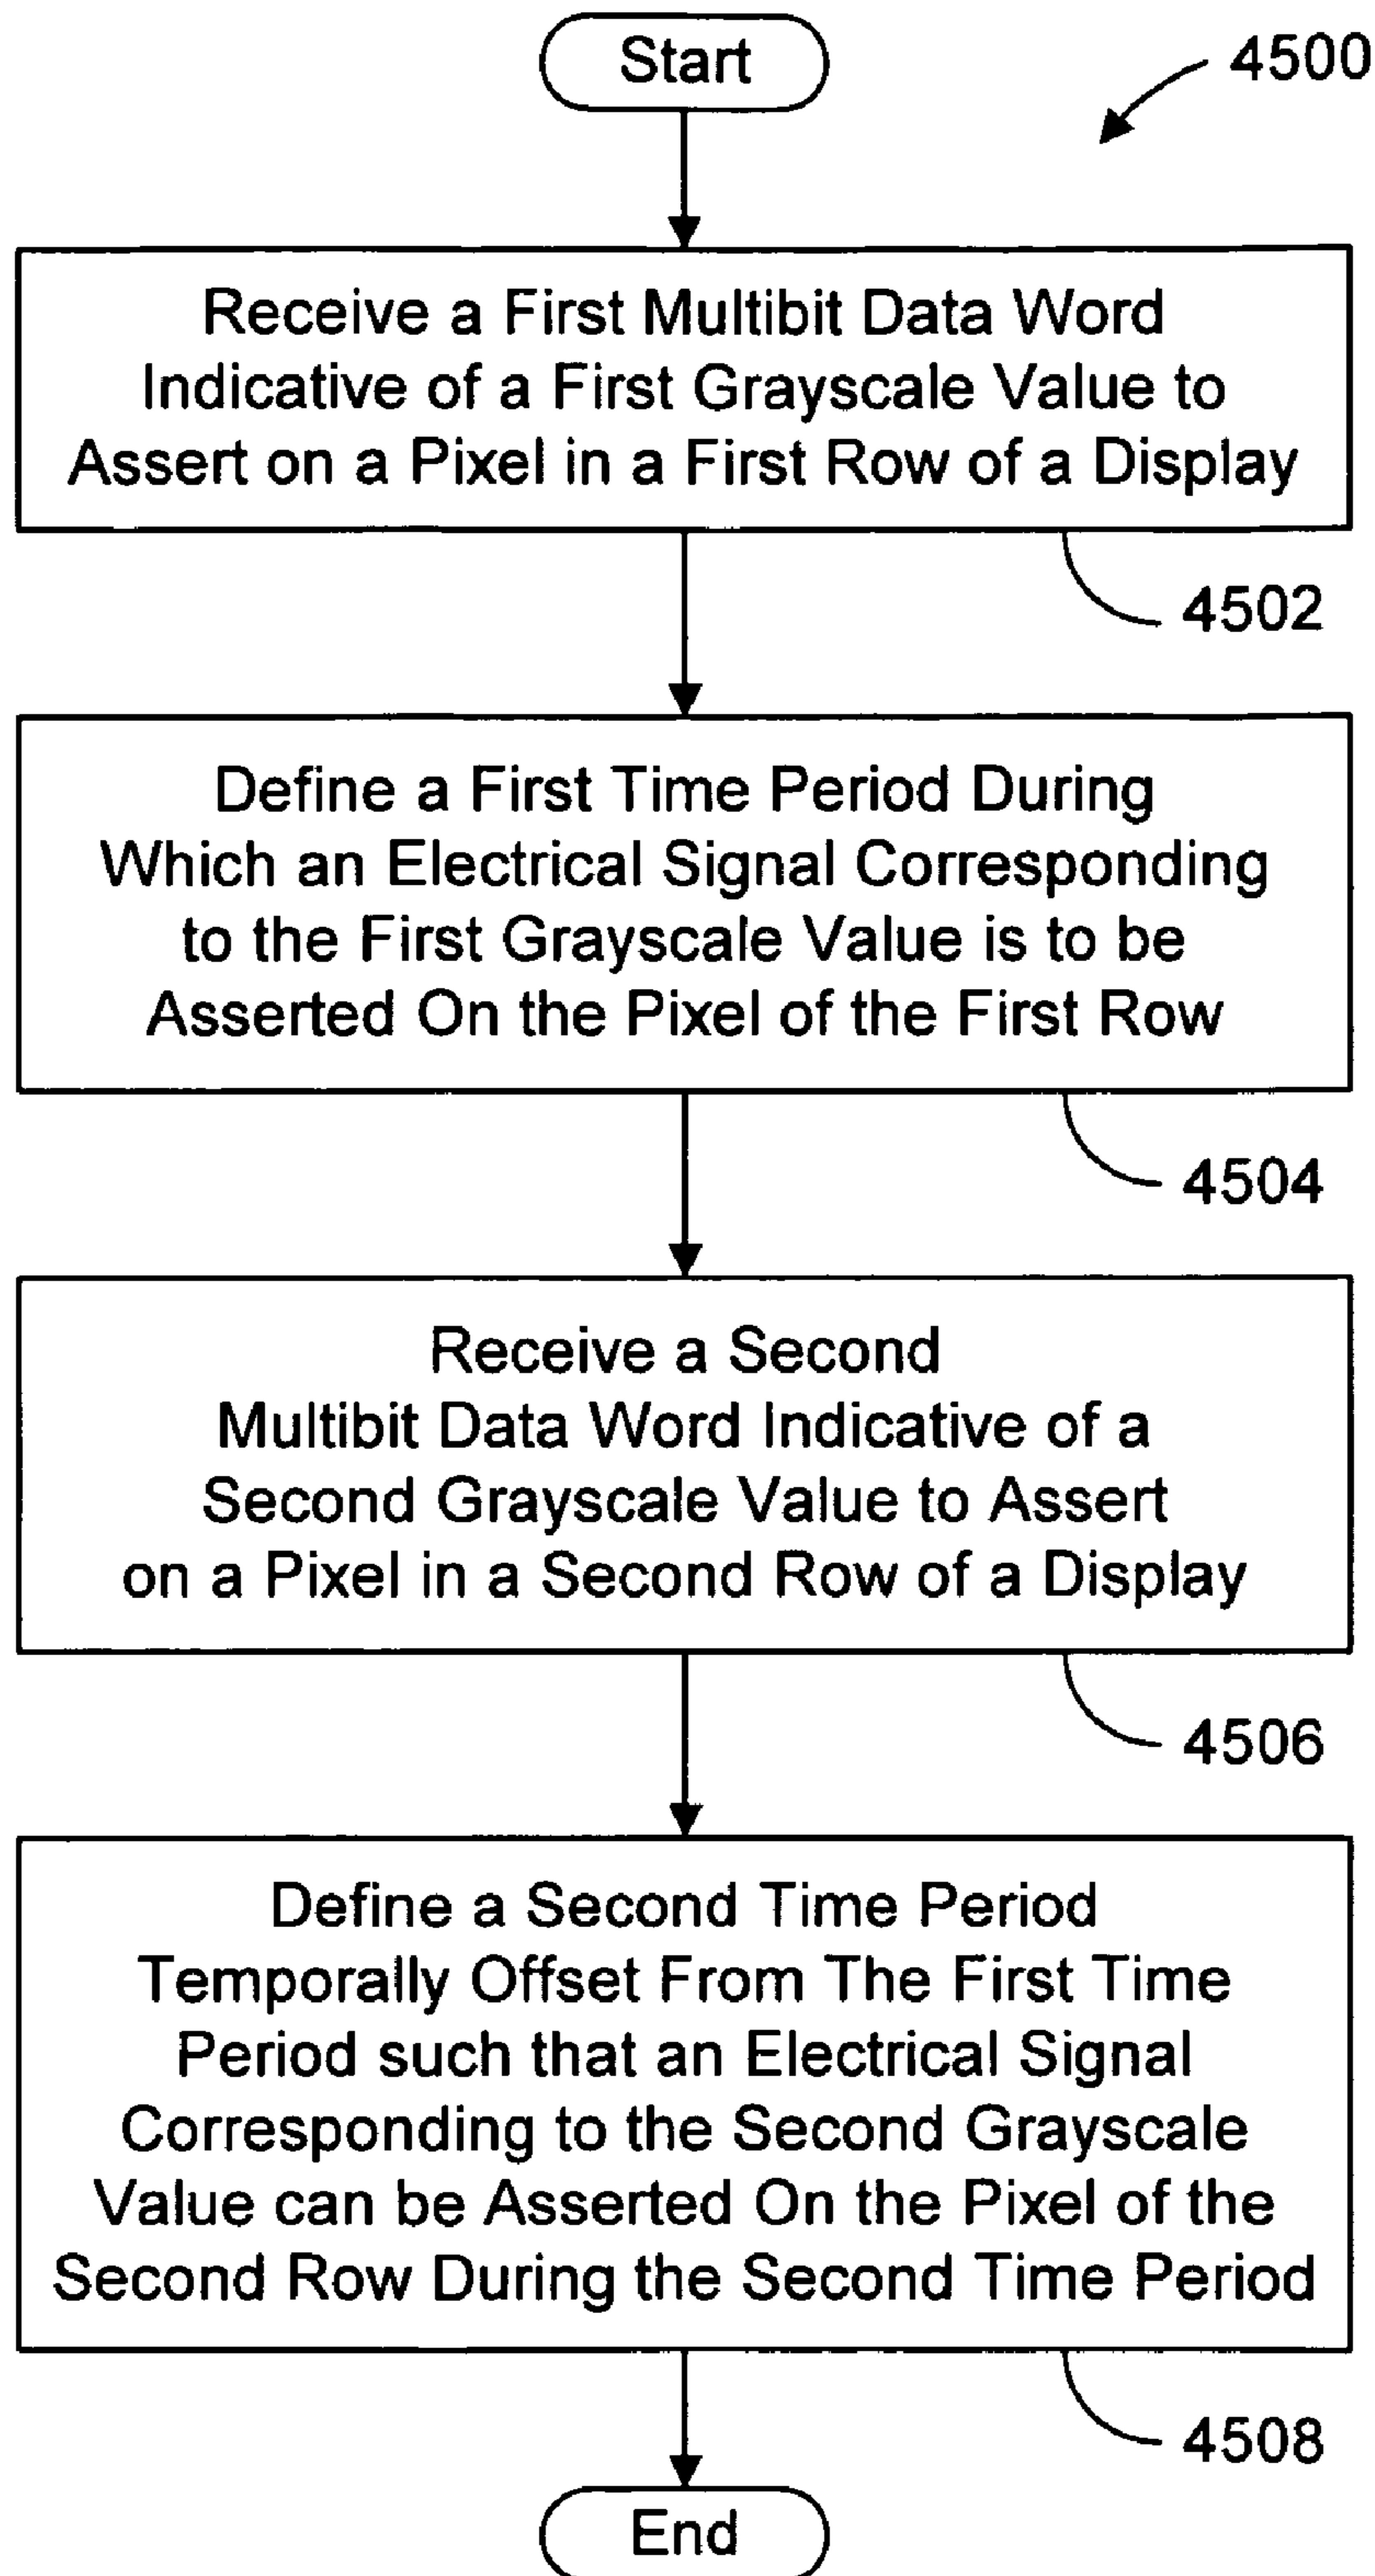 Start
4500
Receive a First Multibit Data Word
Indicative of a First Grayscale Value to
Assert on a Pixel in a First Row of a Display
4502
Define a First Time Period During
Which an Electrical Signal Corresponding
to the First Grayscale Value is to be
Asserted On the Pixel of the First Row
4504
Receive a Second
Multibit Data Word Indicative of a
Second Grayscale Value to Assert
on a Pixel in a Second Row of a Display
4506
Define a Second Time Period
Temporally Offset From The First Time
Period such that an Electrical Signal
Corresponding to the Second Grayscale
Value can be Asserted On the Pixel of the
Second Row During the Second Time Period
4508
End